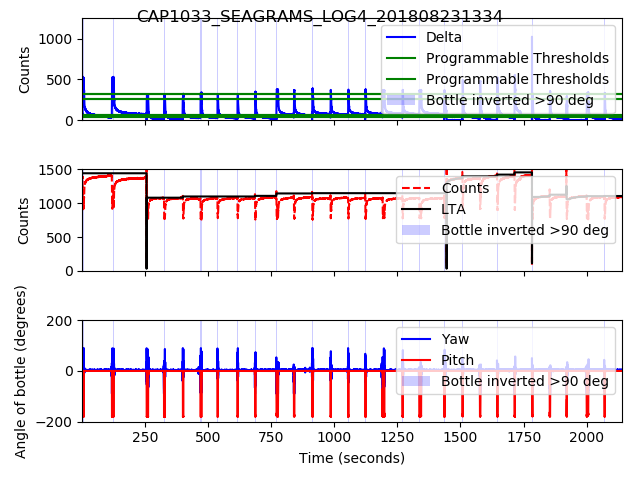 CAP1033_SEAGRAMS_LOG4_201808231334
Counts
1000
500
0
Delta
Programmable Thresholds
Programmable Thresholds
Bottle inverted >90 deg
Counts
1500
1000
500
0
Counts
LTA
Bottle inverted >90 deg
Angle of bottle (degrees)
200
0
−200
Yaw
Pitch
Bottle inverted >90 deg
250 500 750 1000 1250 1500 1750 2000
Time (seconds)